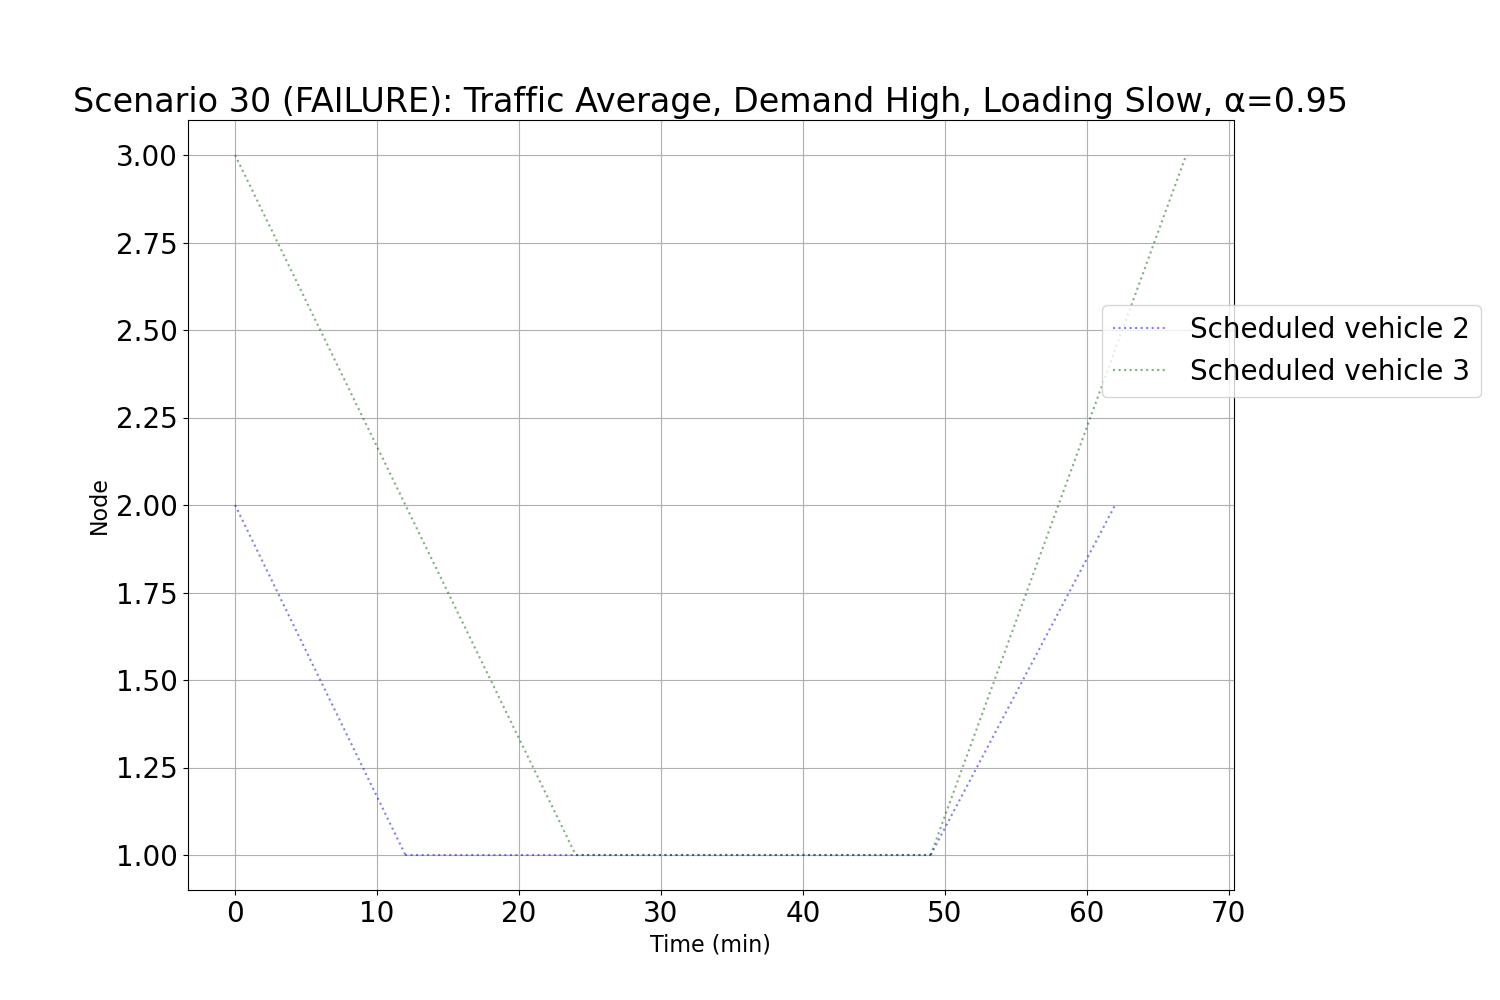 Scenario 30 (FAILURE): Traffic Average, Demand High, Loading Slow, α=0.95
3.00
2.75
2.50
2.25
2.00
1.75
1.50
1.25
1.00
Node
Scheduled vehicle 2
Scheduled vehicle 3
0 10 20 30 40 50 60 70
Time (min)